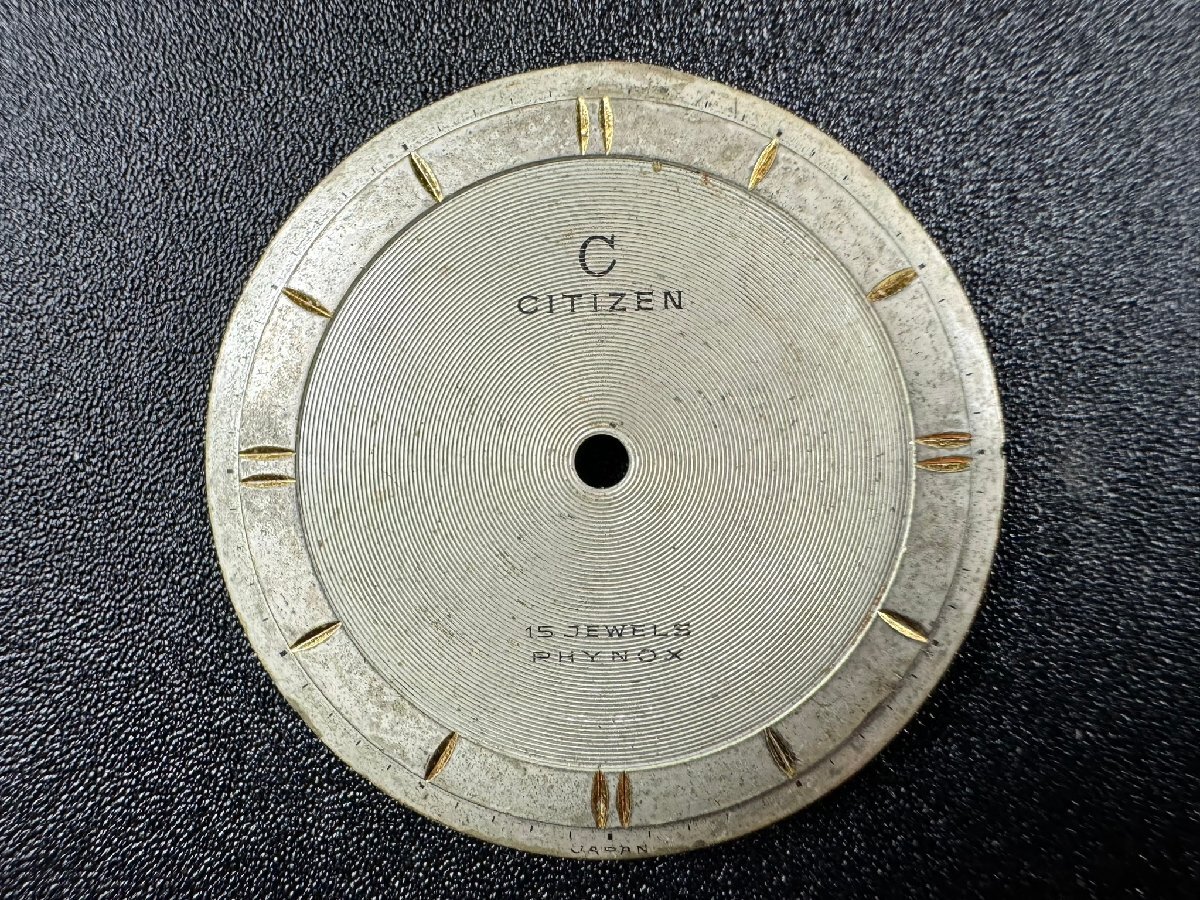 C
CITIZEN
15 JEWELS
PHYNOX
JAPAN